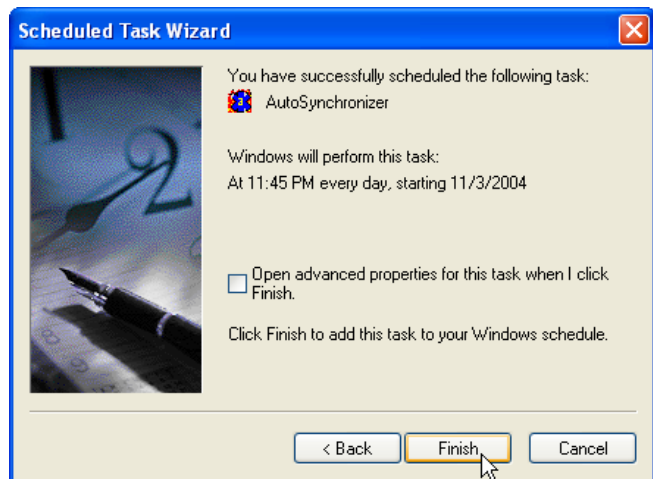 Scheduled Task Wizard
You have successfully scheduled the following task:
3 AutoSynchronizer
Windows will perform this task:
At 11:45 PM every day, starting 11/3/2004
Open advanced properties for this task when I click
Finish.
Click Finish to add this task to your Windows schedule.
< Back Finish Cancel